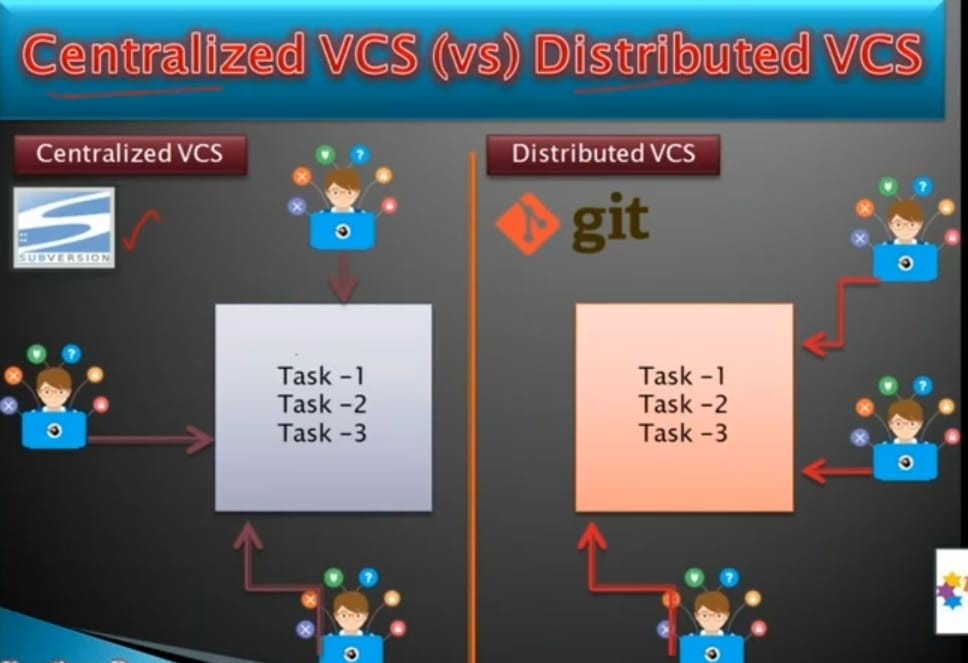 Centralized VCS (vs) Distributed VCS
Centralized VCS
SUBVERSION
Task -1
Task -2
Task -3
Distributed VCS
git
Task -1
Task -2
Task -3